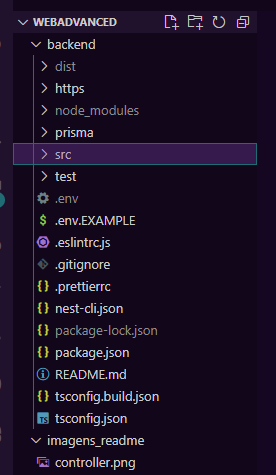 WEBADVANCED
backend
dist
https
node_modules
prisma
src
test
.env
.env.EXAMPLE
.eslintrc.js
.gitignore
.prettierrc
nest-cli.json
package-lock.json
package.json
README.md
tsconfig.build.json
tsconfig.json
imagens_readme
controller.png